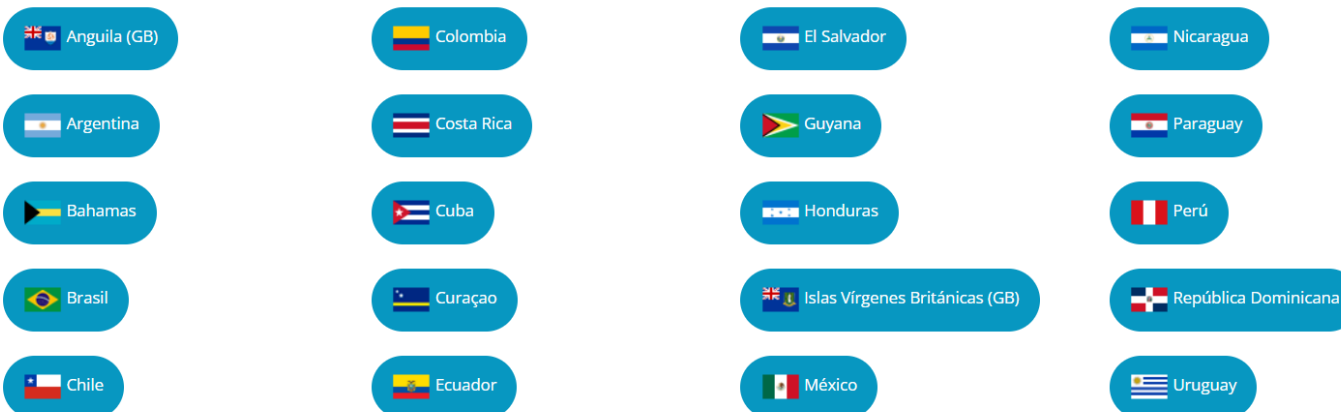 Anguila (GB)
Colombia
El Salvador
Nicaragua
Argentina
Costa Rica
Guyana
Paraguay
Bahamas
Cuba
Honduras
Perú
Brasil
Curaçao
Islas Vírgenes Británicas (GB)
República Dominicana
Chile
Ecuador
México
Uruguay